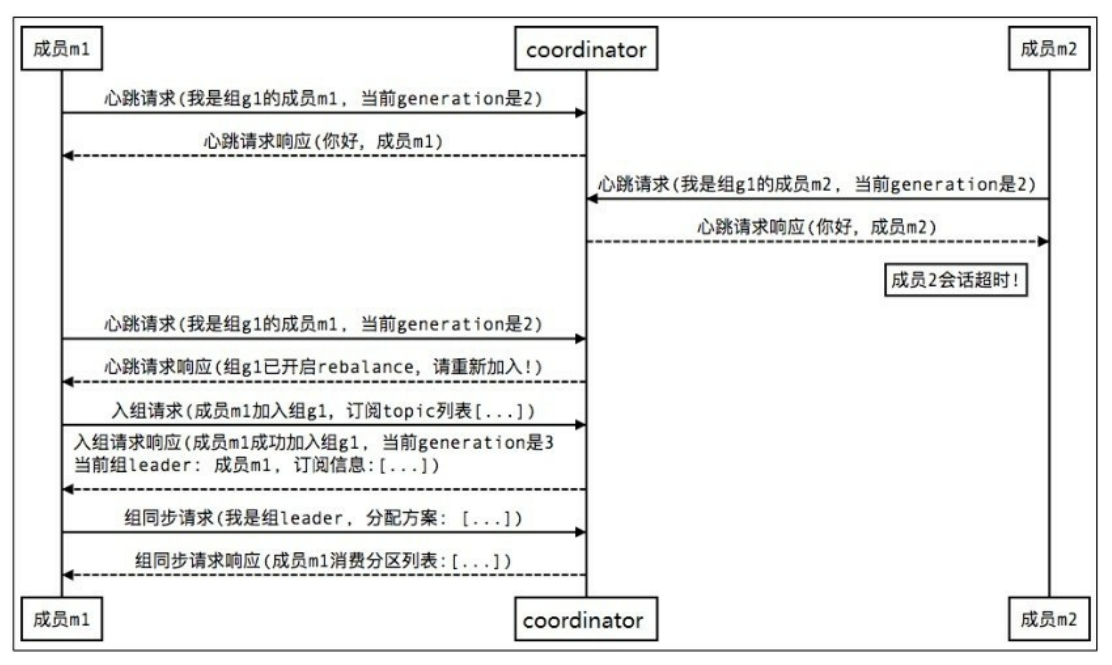 成员m1
coordinator
成员m2
心跳请求(我是组g1的成员m1, 当前generation是2)
心跳请求响应(你好, 成员m1)
心跳请求(我是组g1的成员m2, 当前generation是2)
心跳请求响应(你好, 成员m2)
成员2会话超时!
心跳请求(我是组g1的成员m1, 当前generation是2)
心跳请求响应(组g1已开启rebalance, 请重新加入!)
入组请求(成员m1加入组g1, 订阅topic列表[...])
入组请求响应(成员m1成功加入组g1, 当前generation是3
当前组leader: 成员m1, 订阅信息:[...])
组同步请求(我是组leader, 分配方案: [...])
组同步请求响应(成员m1消费分区列表:[...])
成员m1
coordinator
成员m2